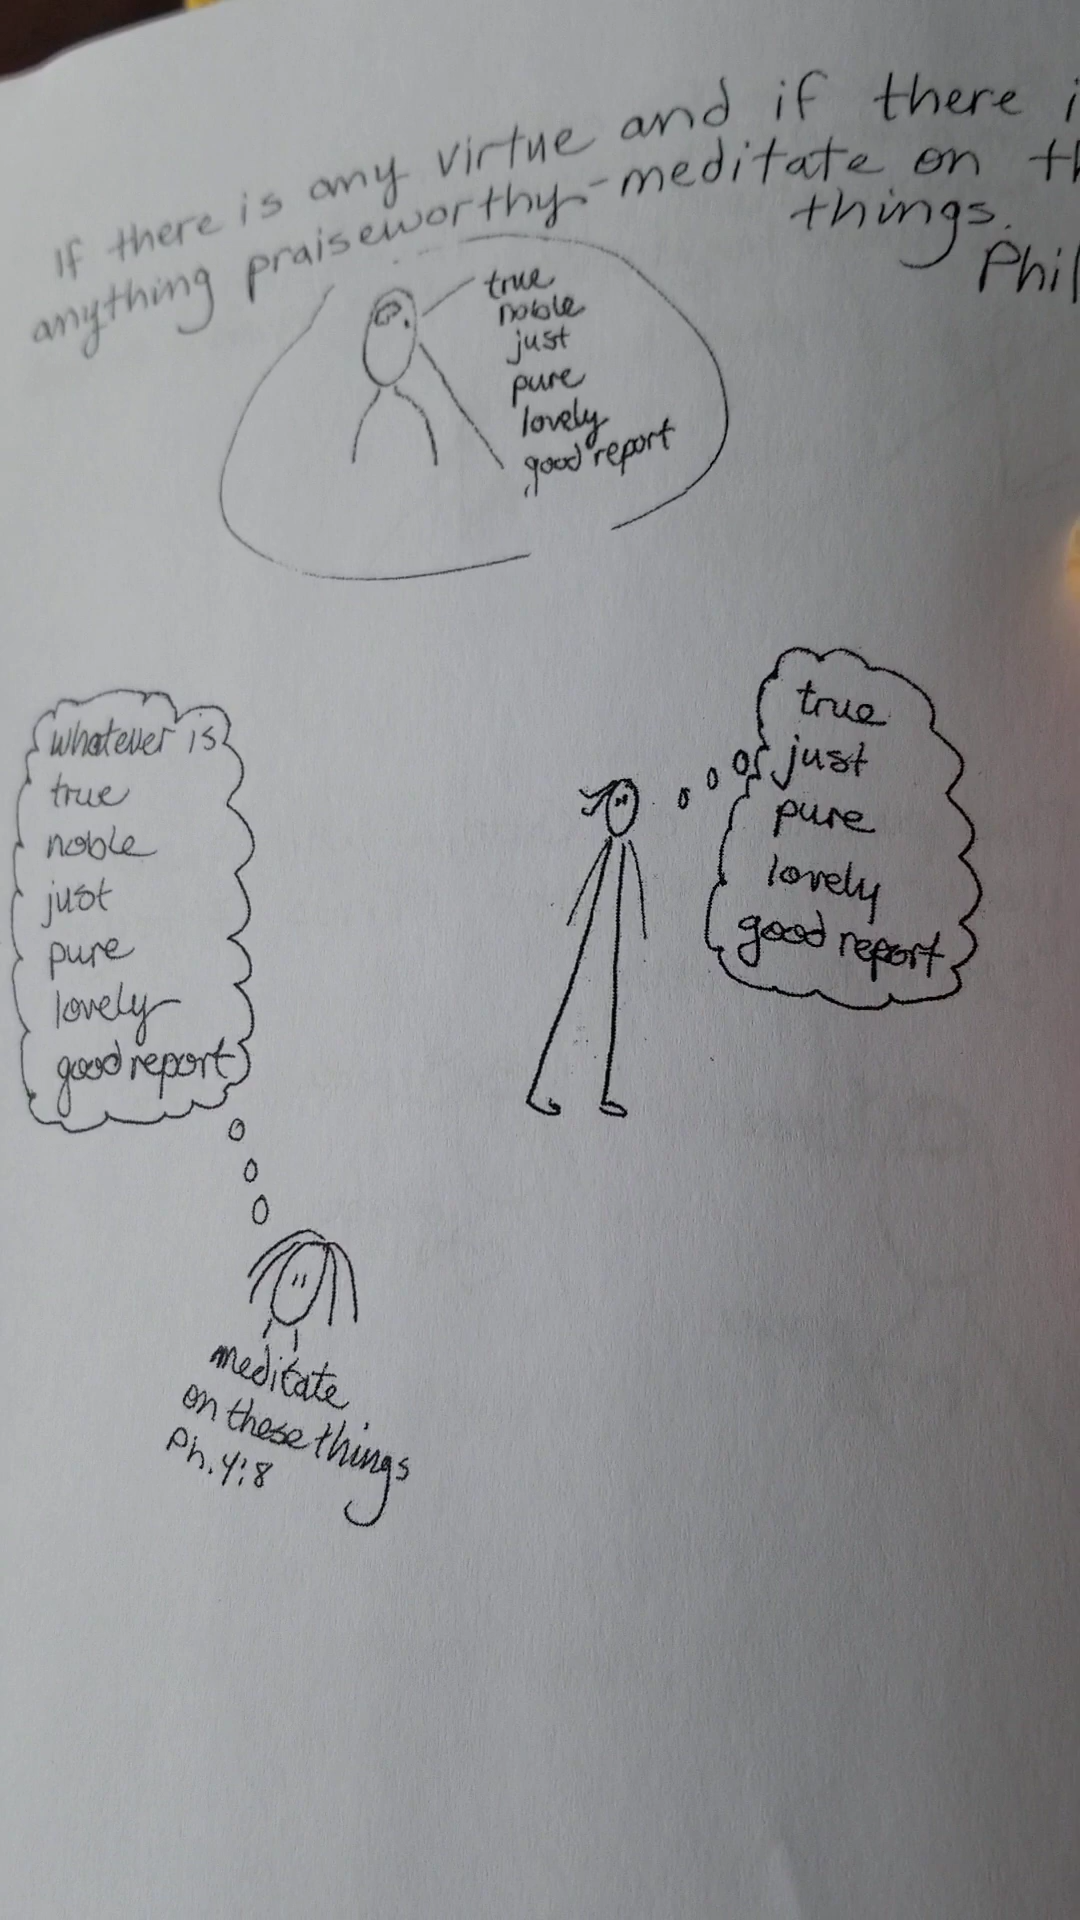 If there is any virtue and if there i
anything praiseworthy - meditate on th
things.
Phil
true
noble
just
pure
lovely
good report
whatever is
true
noble
just
pure
lovely
good report
true
just
pure
lovely
good report
meditate
on these things
Ph. 4:8